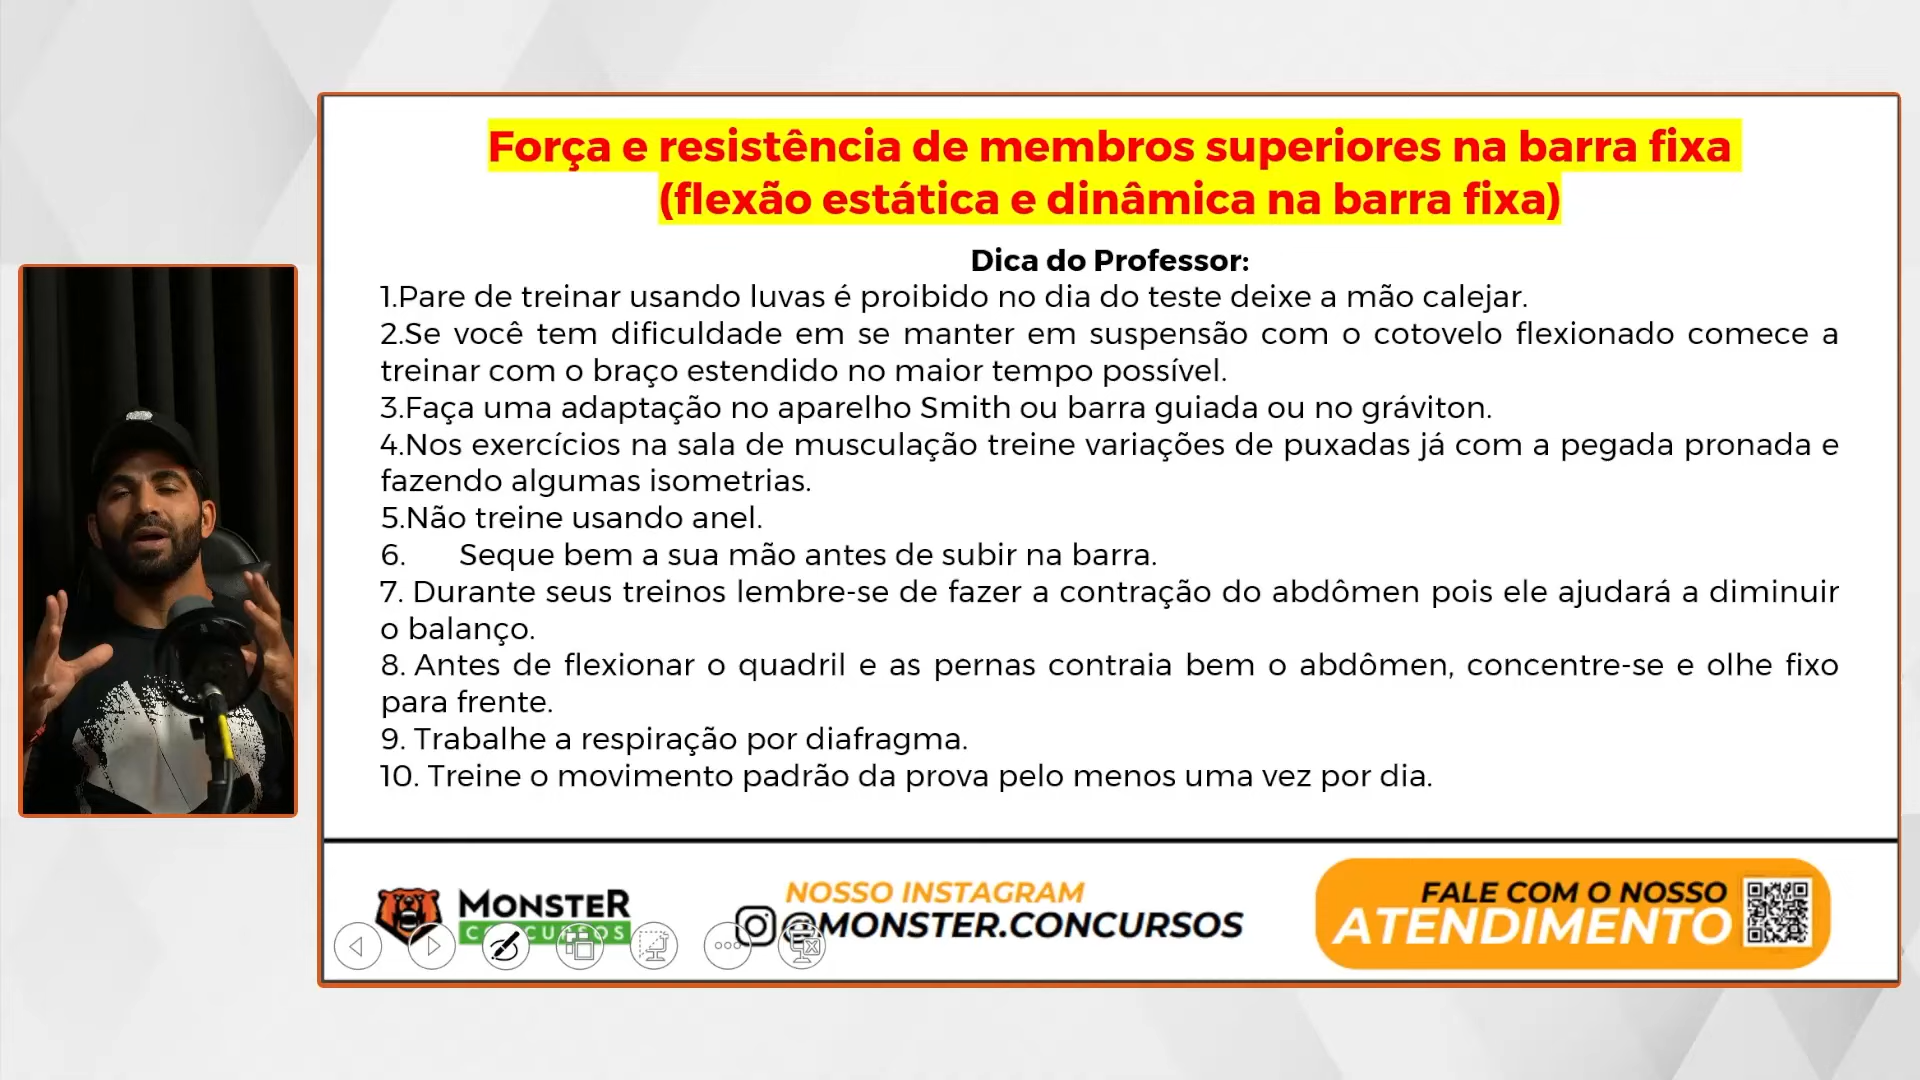 Força e resistência de membros superiores na barra fixa
(flexão estática e dinâmica na barra fixa)
Dica do Professor:
1.Pare de treinar usando luvas é proibido no dia do teste deixe a mão calejar.
2.Se você tem dificuldade em se manter em suspensão com o cotovelo flexionado comece a
treinar com o braço estendido no maior tempo possível.
3.Faça uma adaptação no aparelho Smith ou barra guiada ou no gráviton.
4.Nos exercícios na sala de musculação treine variações de puxadas já com a pegada pronada e
fazendo algumas isometrias.
5.Não treine usando anel.
6. Seque bem a sua mão antes de subir na barra.
7. Durante seus treinos lembre-se de fazer a contração do abdômen pois ele ajudará a diminuir
o balanço.
8. Antes de flexionar o quadril e as pernas contraia bem o abdômen, concentre-se e olhe fixo
para frente.
9. Trabalhe a respiração por diafragma.
10. Treine o movimento padrão da prova pelo menos uma vez por dia.
MONSTER
CONCURSOS
NOSSO INSTAGRAM
@MONSTER.CONCURSOS
FALE COM O NOSSO
ATENDIMENTO